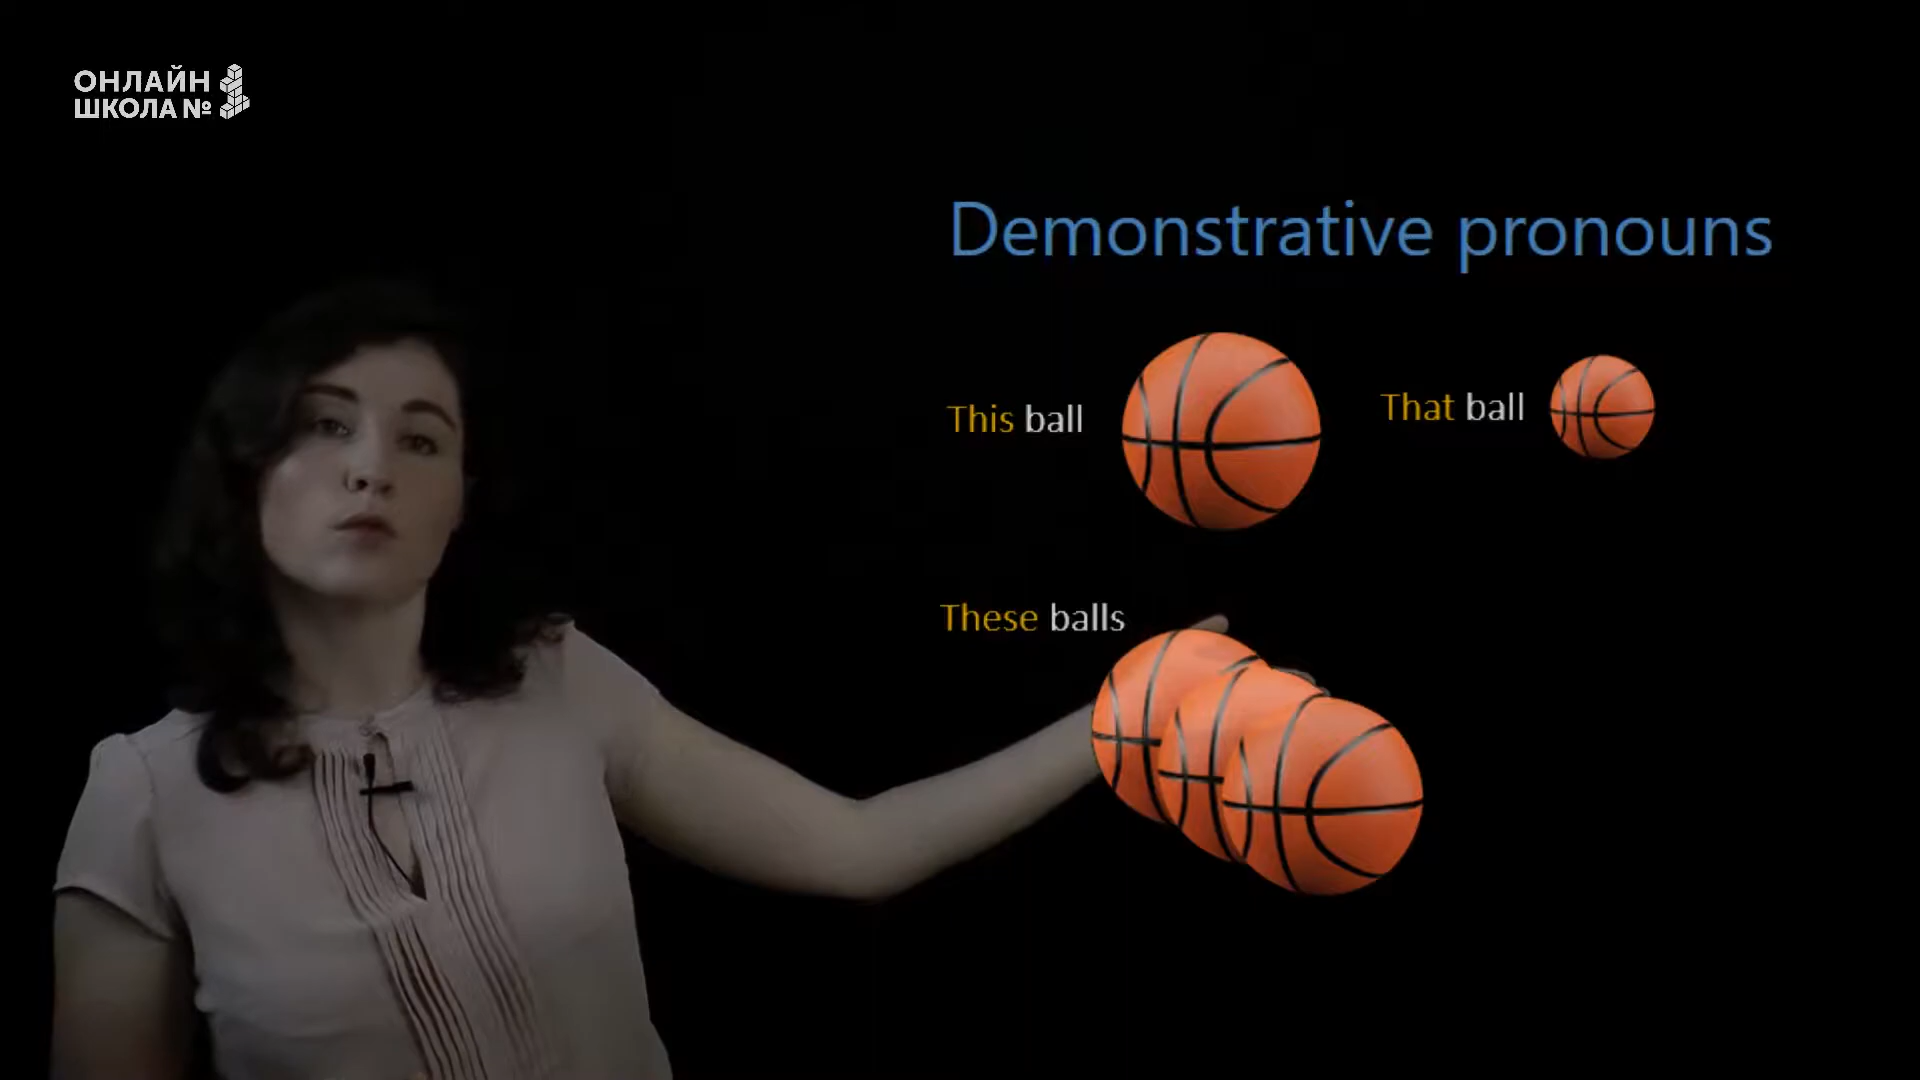 ОНЛАЙН
ШКОЛА №
Demonstrative pronouns
This ball
That ball
These balls